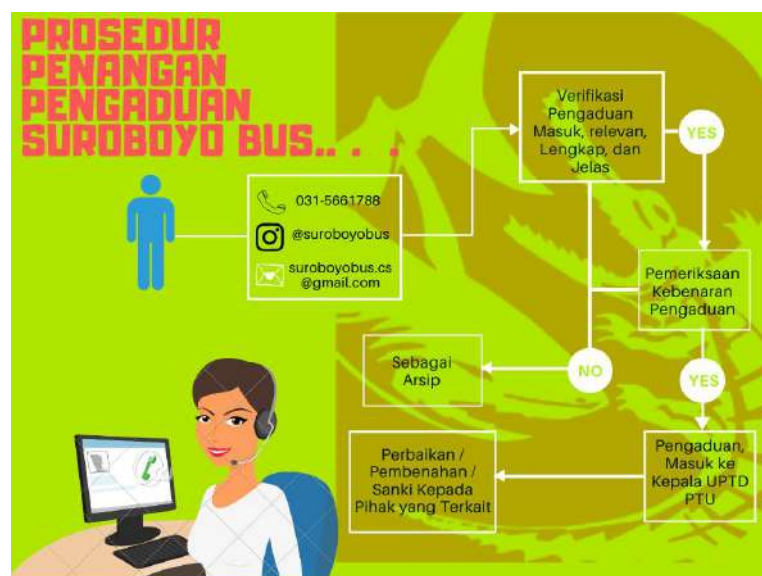 PROSEDUR
PENANGAN
PENGADUAN
SUROBOYO BUS.. . .
031-5661788
@suroboyobus
suroboyobus.cs
@gmail.com
Verifikasi
Pengaduan
Masuk, relevan,
Lengkap, dan
Jelas
YES
Pemeriksaan
Kebenaran
Pengaduan
NO
Sebagai
Arsip
YES
Pengaduan,
Masuk ke
Kepala UPTD
PTU
Perbaikan /
Pembenahan /
Sanki Kepada
Pihak yang Terkait